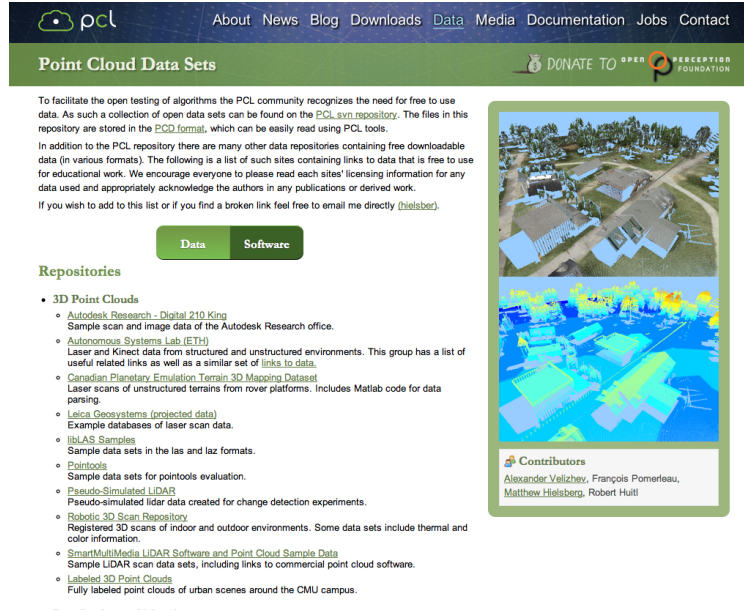 pcl
About News Blog Downloads Data Media Documentation Jobs Contact
Point Cloud Data Sets
DONATE TO OPEN PERCEPTION FOUNDATION
To facilitate the open testing of algorithms the PCL community recognizes the need for free to use
data. As such a collection of open data sets can be found on the PCL svn repository. The files in this
repository are stored in the PCD format, which can be easily read using PCL tools.
In addition to the PCL repository there are many other data repositories containing free downloadable
data (in various formats). The following is a list of such sites containing links to data that is free to use
for educational work. We encourage everyone to please read each sites' licensing information for any
data used and appropriately acknowledge the authors in any publications or derived work.
If you wish to add to this list or if you find a broken link feel free to email me directly (hielsber).
Data Software
Repositories
• 3D Point Clouds
Autodesk Research - Digital 210 King
Sample scan and image data of the Autodesk Research office.
Autonomous Systems Lab (ETH)
Laser and Kinect data from structured and unstructured environments. This group has a list of
useful related links as well as a similar set of links to data.
Canadian Planetary Emulation Terrain 3D Mapping Dataset
Laser scans of unstructured terrains from rover platforms. Includes Matlab code for data
parsing.
Leica Geosystems (projected data)
Example databases of laser scan data.
libLAS Samples
Sample data sets in the las and laz formats.
Pointools
Sample data sets for pointools evaluation.
Pseudo-Simulated LiDAR
Pseudo-simulated lidar data created for change detection experiments.
Robotic 3D Scan Repository
Registered 3D scans of indoor and outdoor environments. Some data sets include thermal and
color information.
SmartMultiMedia LiDAR Software and Point Cloud Sample Data
Sample LiDAR scan data sets, including links to commercial point cloud software.
Labeled 3D Point Clouds
Fully labeled point clouds of urban scenes around the CMU campus.
Contributors
Alexander Velizhev, François Pomerleau,
Matthew Hielsberg, Robert Huitl